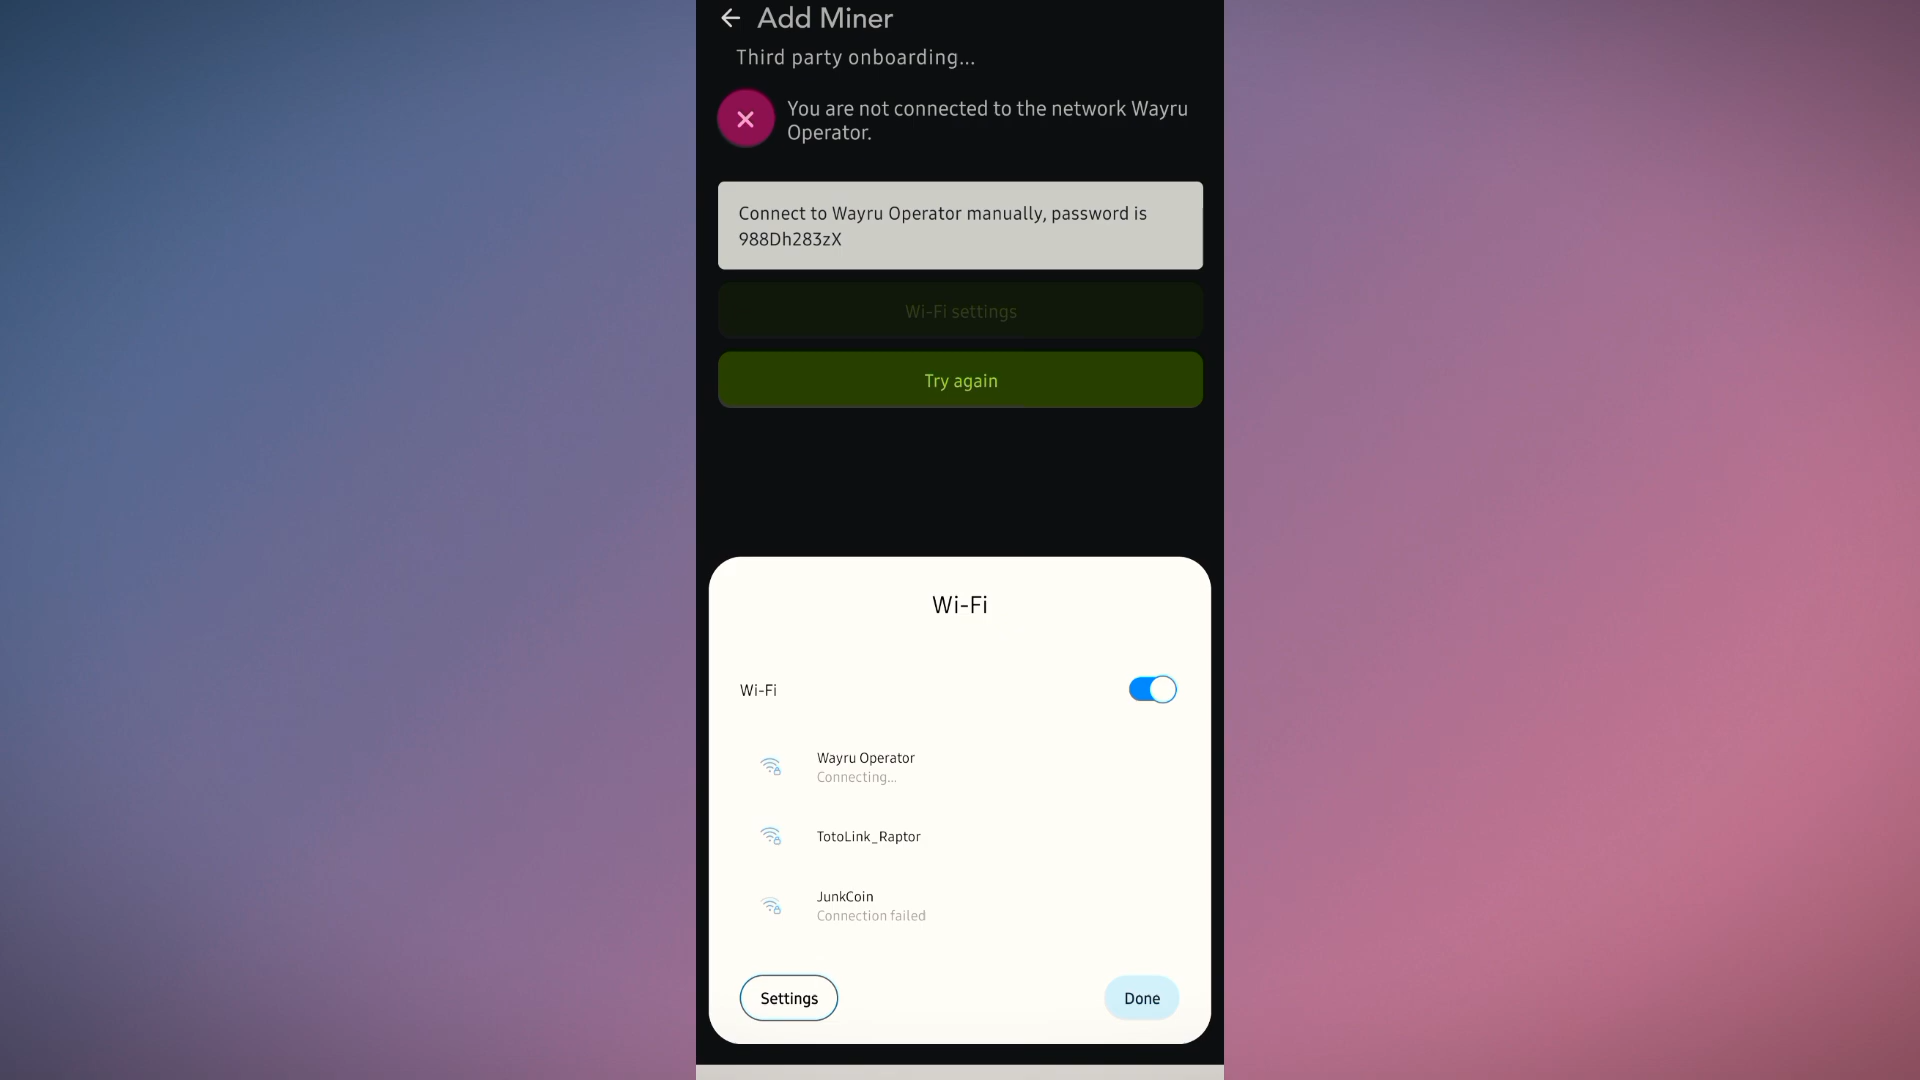 Add Miner
Third party onboarding...
You are not connected to the network Wayru
Operator.
Connect to Wayru Operator manually, password is
988Dh283zX
Wi-Fi settings
Try again
Wi-Fi
Wi-Fi
Wayru Operator
Connecting...
TotoLink_Raptor
JunkCoin
Connection failed
Settings
Done